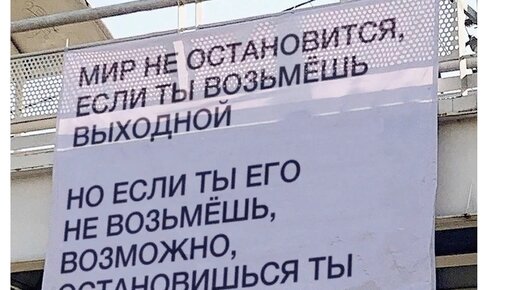 МИР НЕ ОСТАНОВИТСЯ,
ЕСЛИ ТЫ ВОЗЬМЁШЬ
ВЫХОДНОЙ
НО ЕСЛИ ТЫ ЕГО
НЕ ВОЗЬМЁШЬ,
ВОЗМОЖНО,
ОСТАНОВИШЬСЯ ТЫ